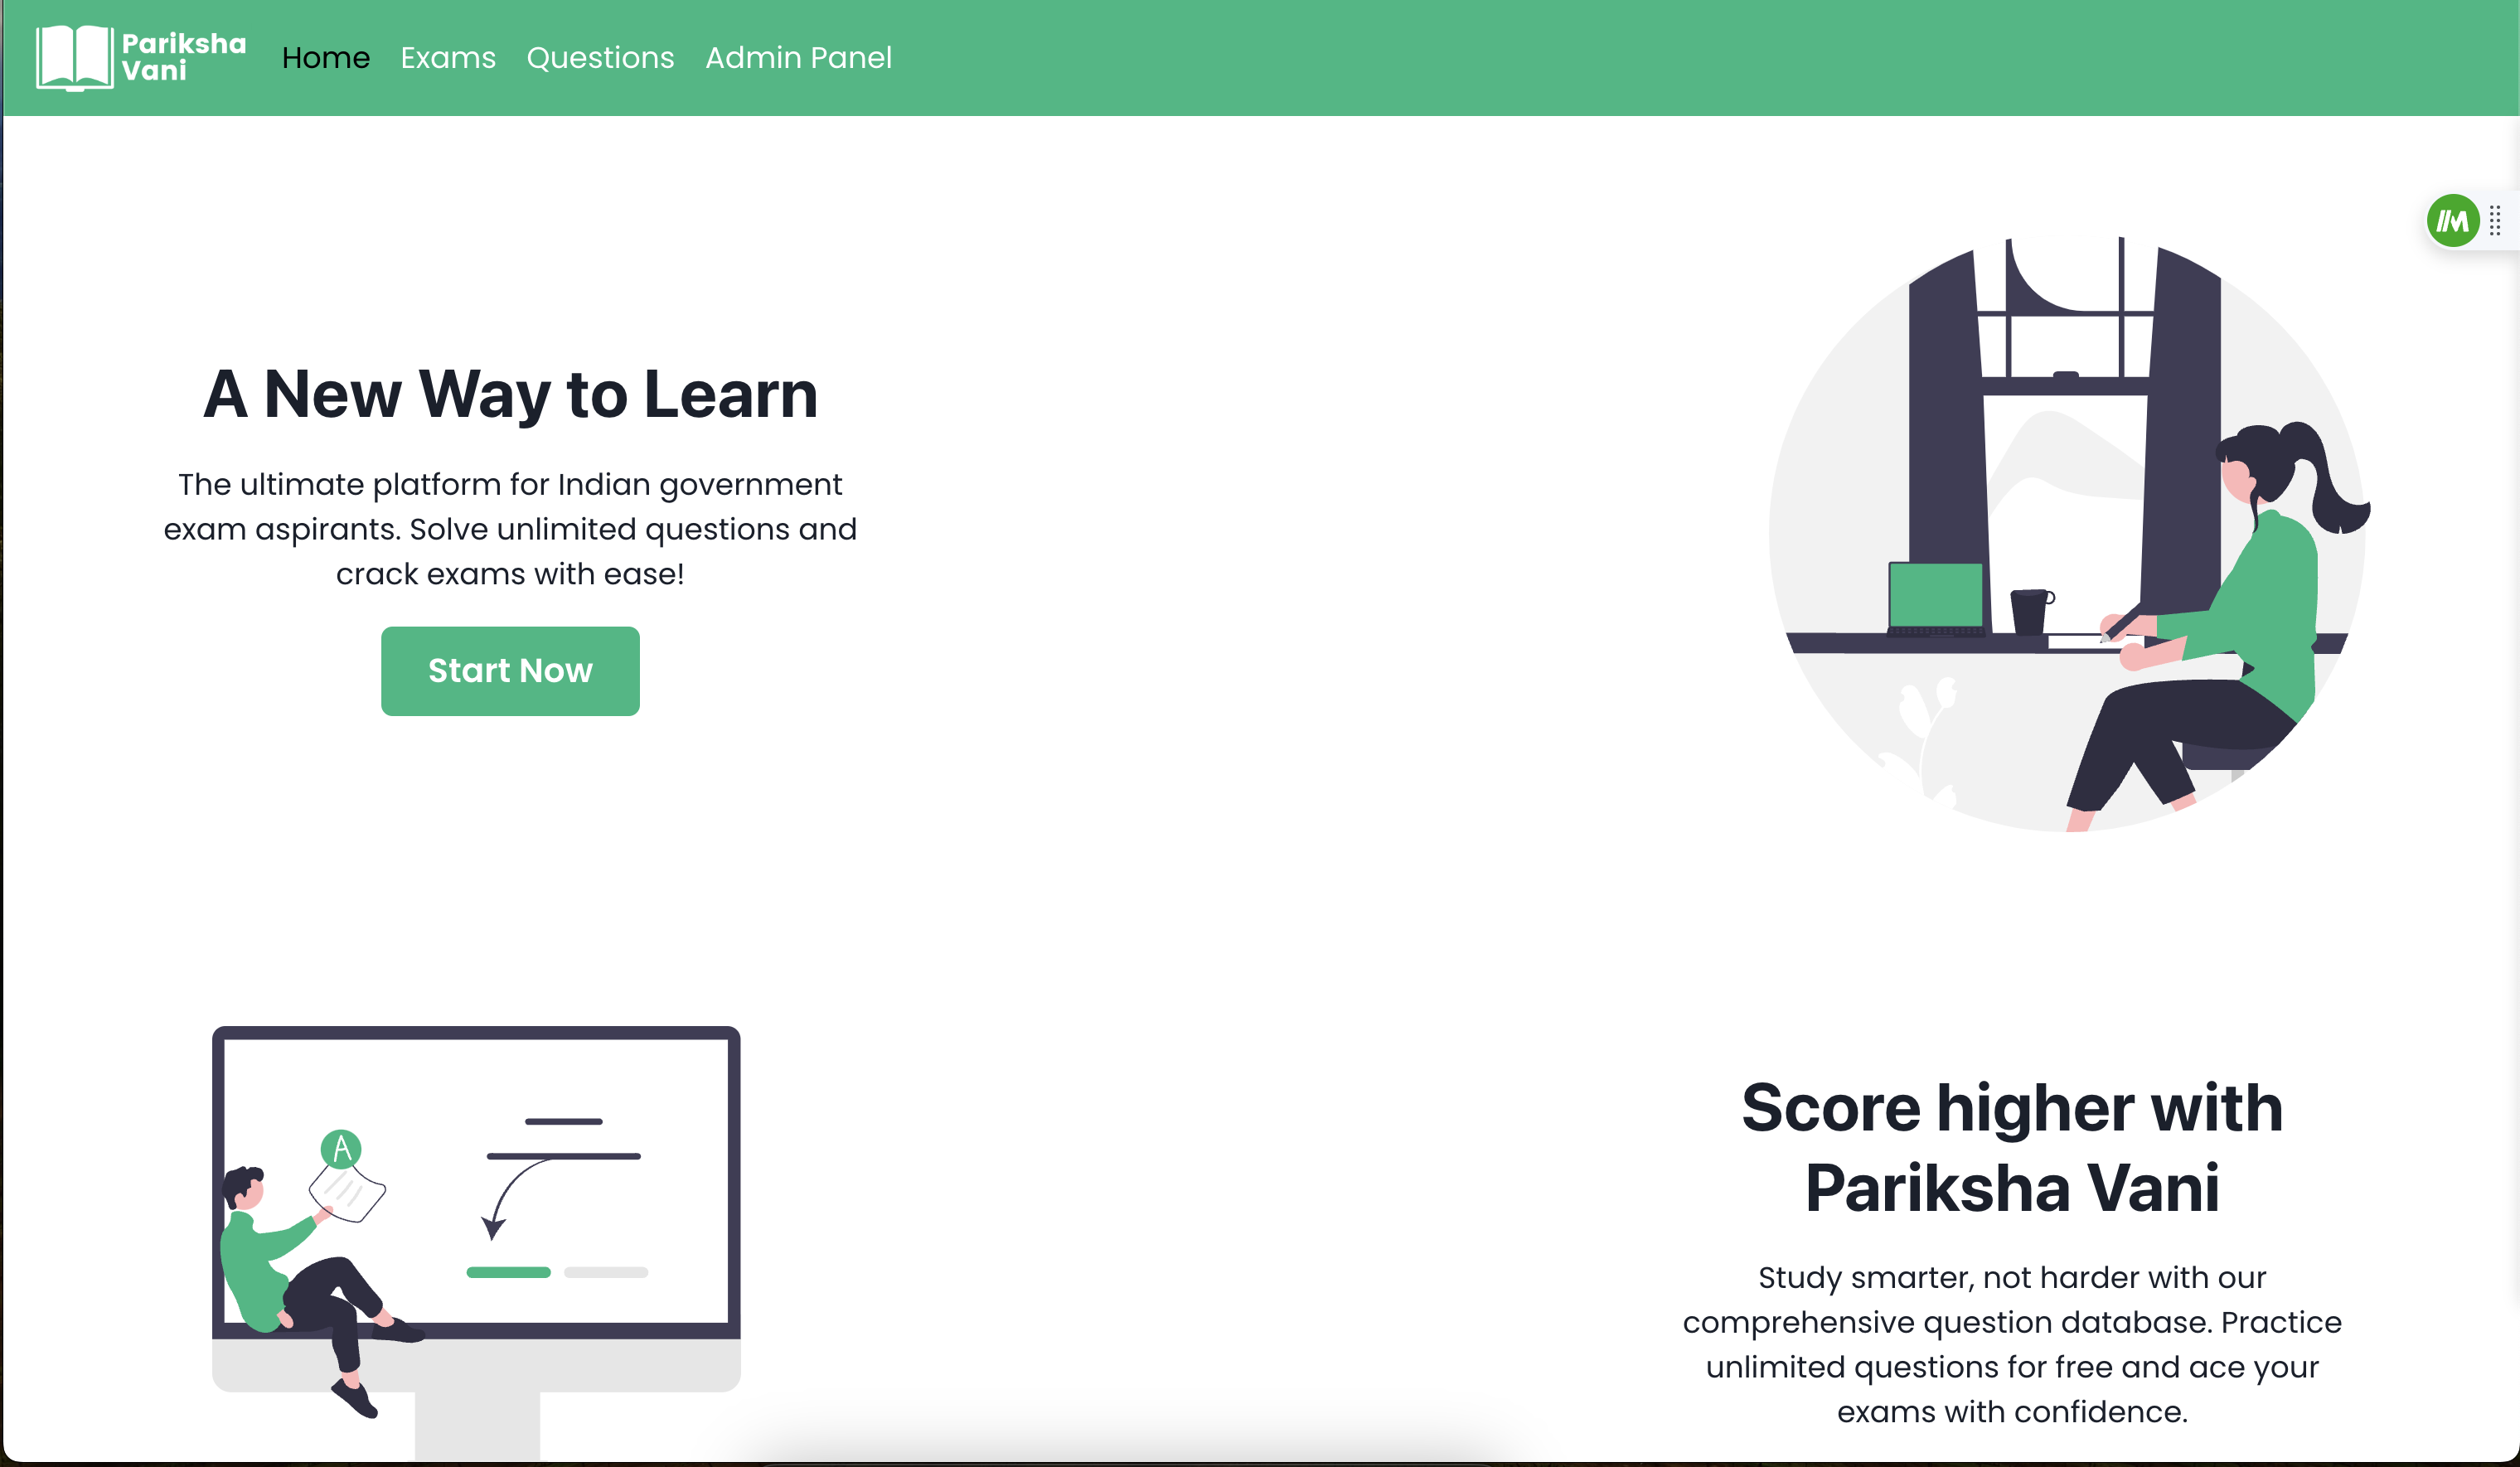 Pariksha
Vani
Home Exams Questions Admin Panel
A New Way to Learn
The ultimate platform for Indian government
exam aspirants. Solve unlimited questions and
crack exams with ease!
Start Now
A
Score higher with
Pariksha Vani
Study smarter, not harder with our
comprehensive question database. Practice
unlimited questions for free and ace your
exams with confidence.